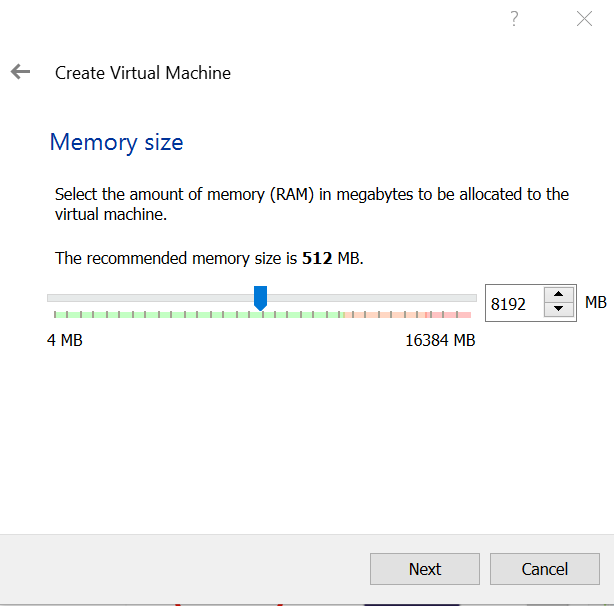 ?
Create Virtual Machine
Memory size
Select the amount of memory (RAM) in megabytes to be allocated to the
virtual machine.
The recommended memory size is 512 MB.
8192 MB
4 MB 16384 MB
Next Cancel